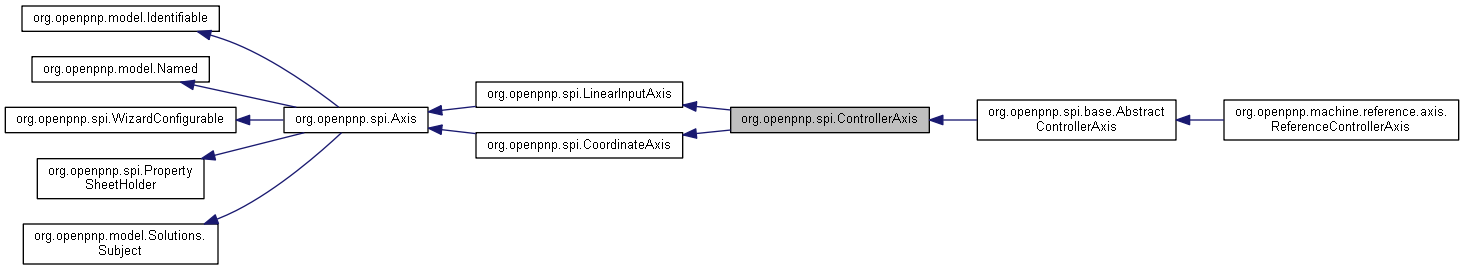 org.openpnp.model.Identifiable
org.openpnp.model.Named
org.openpnp.spi.WizardConfigurable
org.openpnp.spi.Property
SheetHolder
org.openpnp.model.Solutions.
Subject
org.openpnp.spi.Axis
org.openpnp.spi.LinearInputAxis
org.openpnp.spi.CoordinateAxis
org.openpnp.spi.ControllerAxis
org.openpnp.spi.base.Abstract
ControllerAxis
org.openpnp.machine.reference.axis.
ReferenceControllerAxis